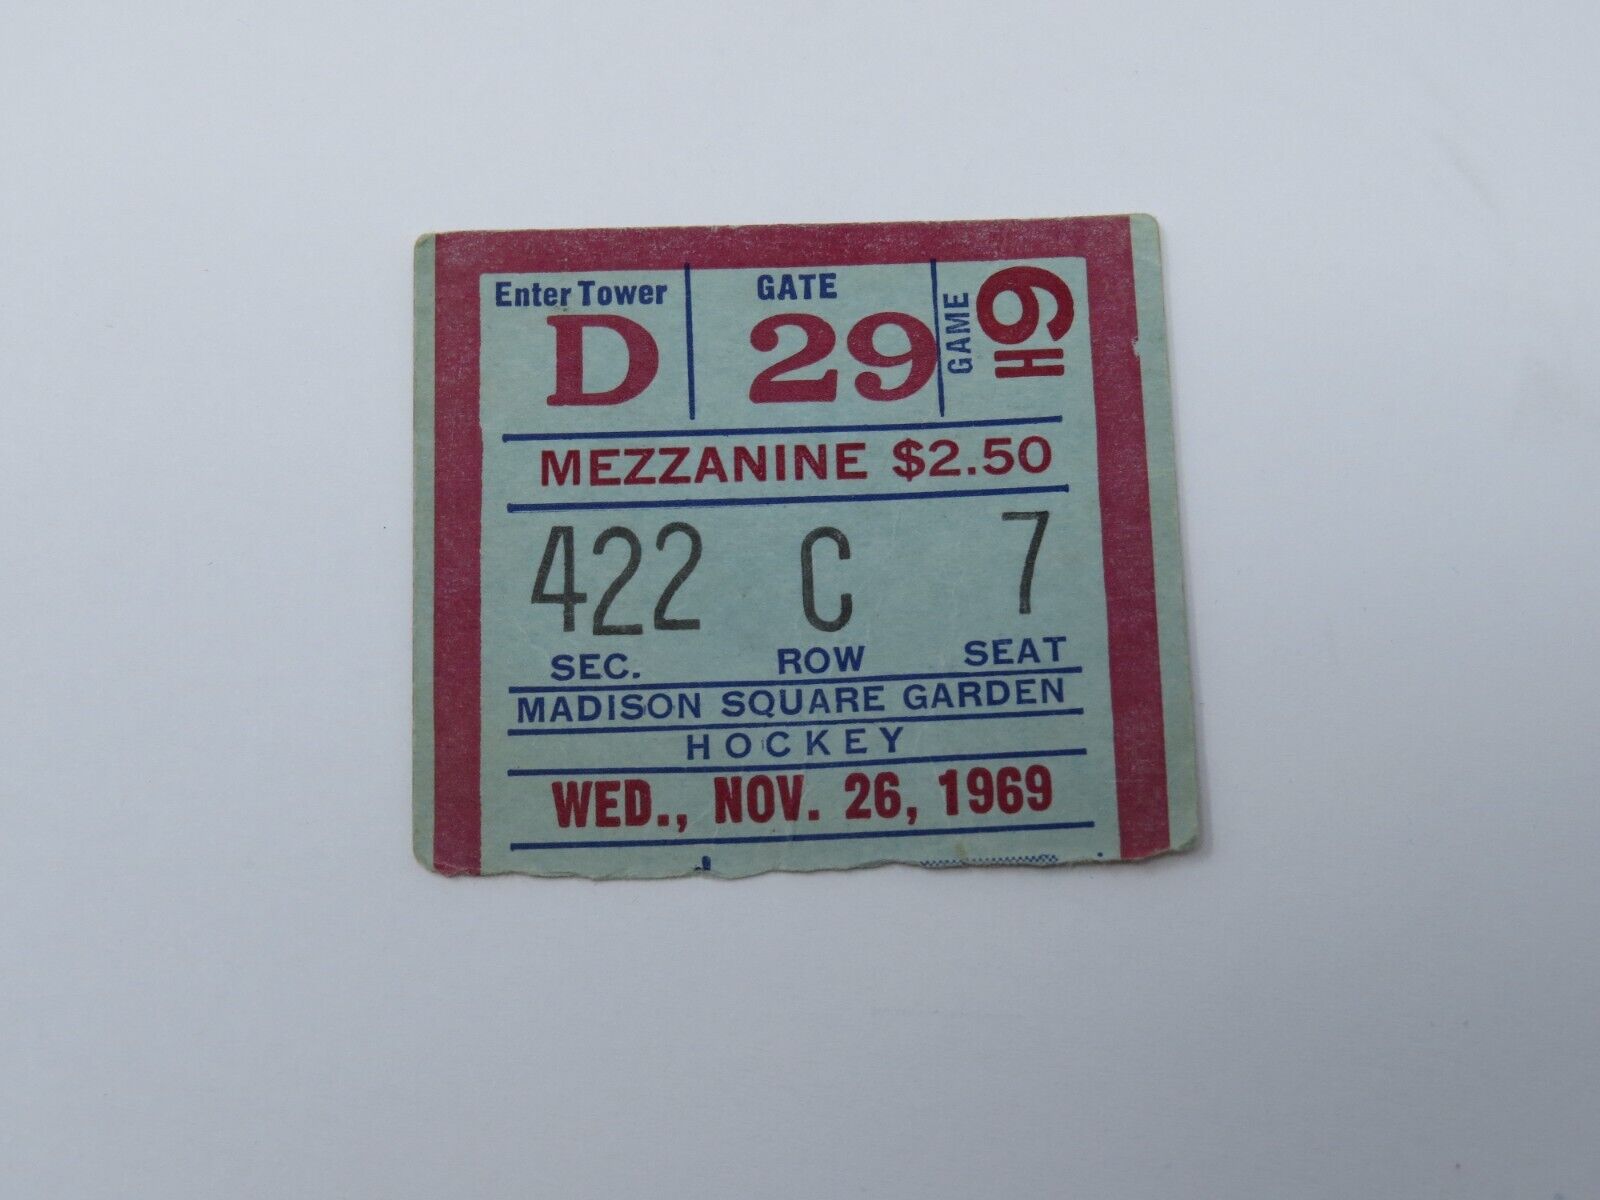 Enter Tower GATE GAME
D 29 6H
MEZZANINE $2.50
422 C 7
SEC. ROW SEAT
MADISON SQUARE GARDEN
HOCKEY
WED., NOV. 26, 1969